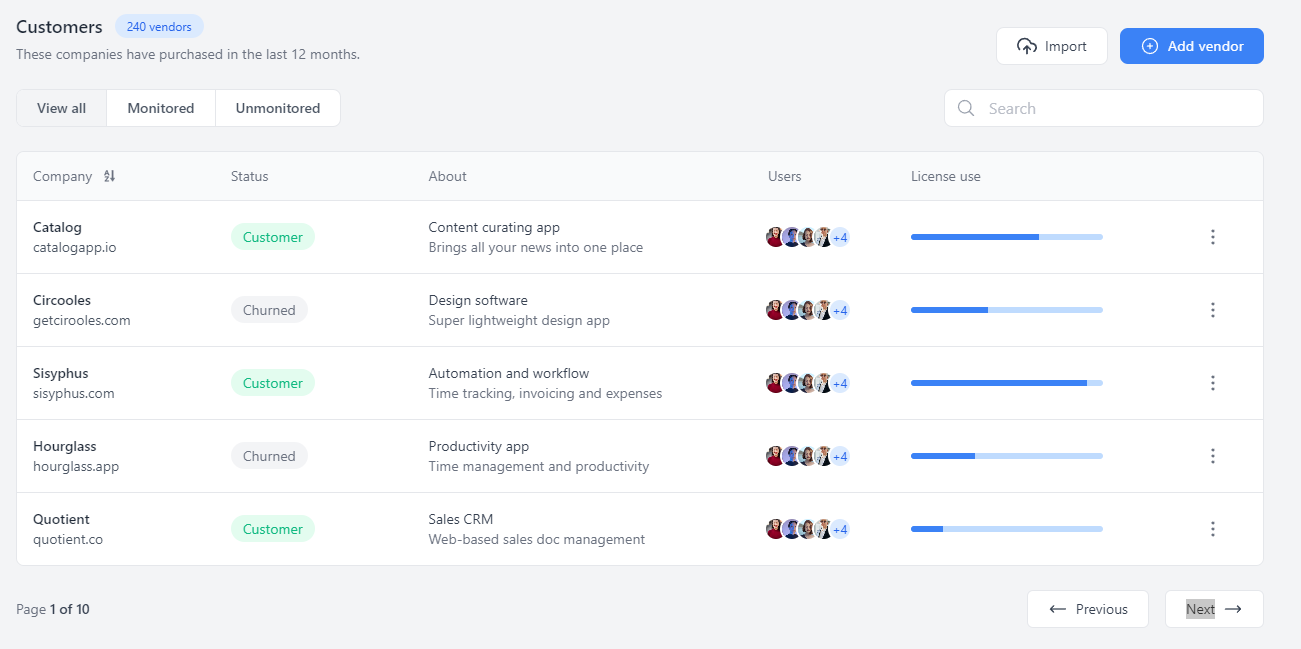 Customers 240 vendors
These companies have purchased in the last 12 months.
Import Add vendor
View all Monitored Unmonitored Search
Company Status About Users License use
Catalog
catalogapp.io
Customer
Content curating app
Brings all your news into one place
+4
Circooles
getcirooles.com
Churned
Design software
Super lightweight design app
+4
Sisyphus
sisyphus.com
Customer
Automation and workflow
Time tracking, invoicing and expenses
+4
Hourglass
hourglass.app
Churned
Productivity app
Time management and productivity
+4
Quotient
quotient.co
Customer
Sales CRM
Web-based sales doc management
+4
Page 1 of 10 Previous Next